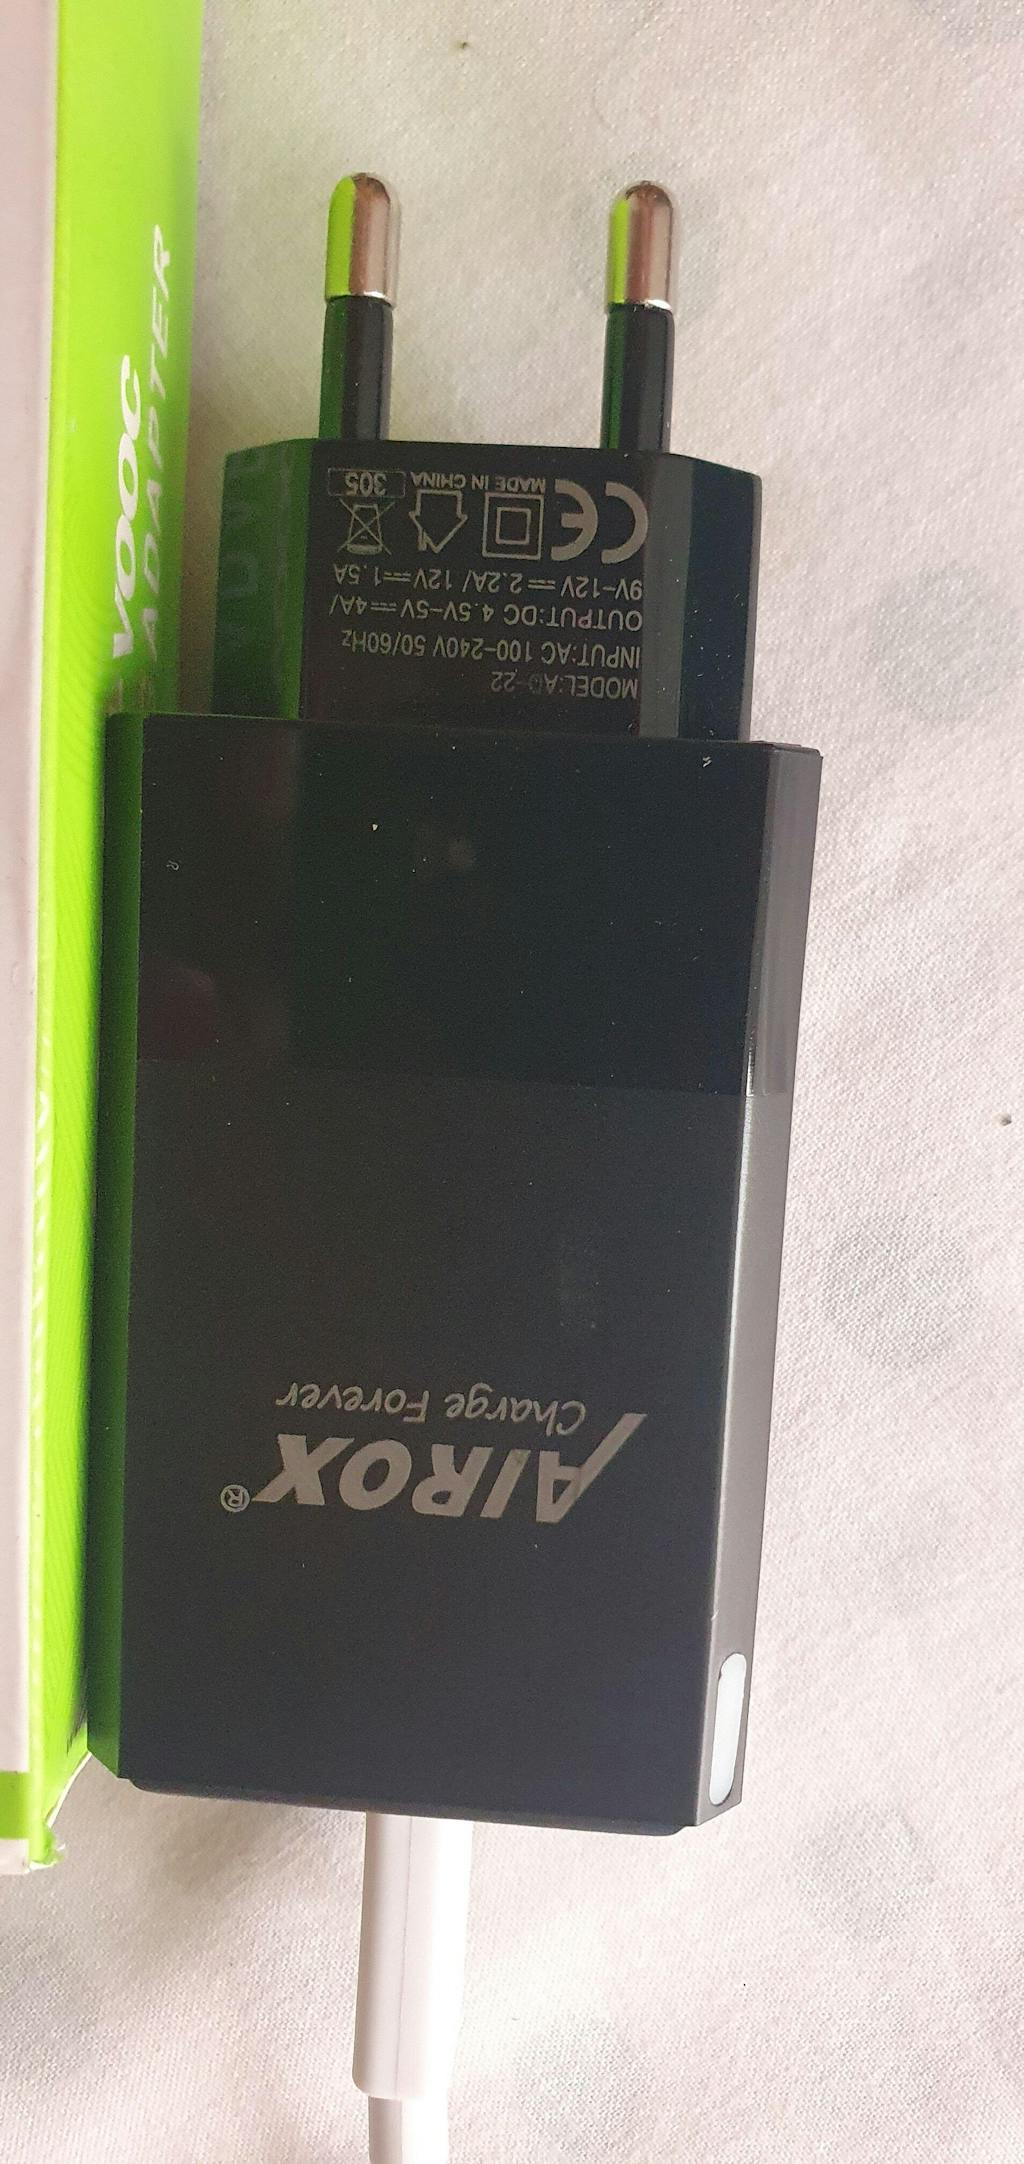 VOOC
ADAPTER
AIROX®
Charge Forever
MODEL:AD-22
INPUT:AC 100-240V 50/60Hz
OUTPUT:DC 4.5V-5V⎓4A/
9V-12V⎓2.2A/ 12V⎓1.5A
CE
MADE IN CHINA
305